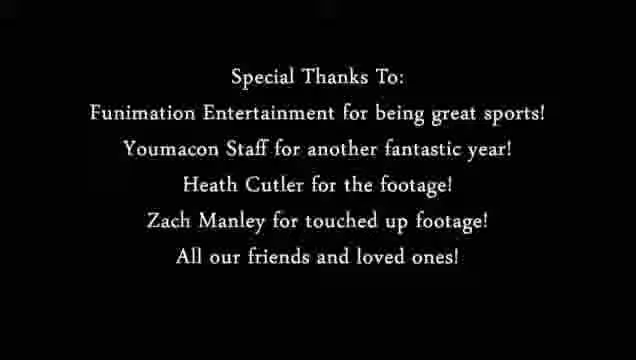 Special Thanks To:
Funimation Entertainment for being great sports!
Youmacon Staff for another fantastic year!
Heath Cutler for the footage!
Zach Manley for touched up footage!
All our friends and loved ones!